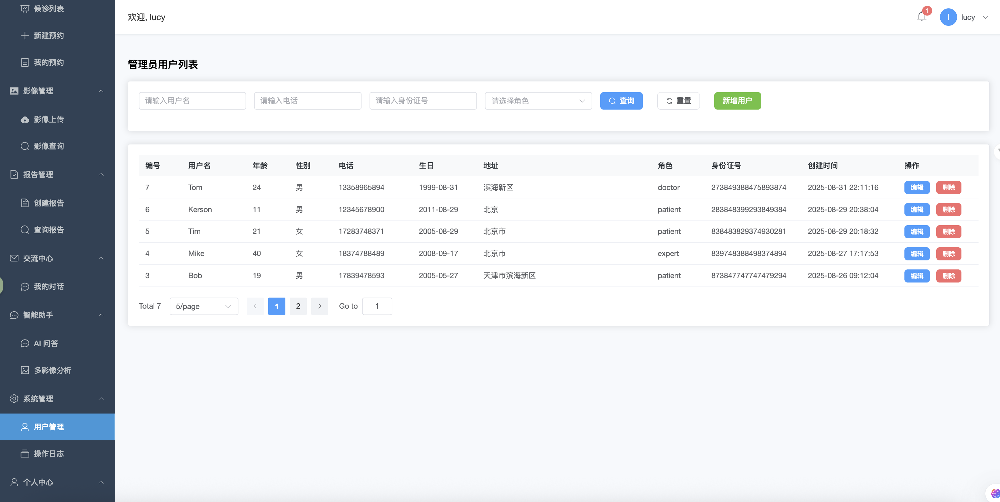 候诊列表
新建预约
我的预约
影像管理
影像上传
影像查询
报告管理
创建报告
查询报告
交流中心
我的对话
智能助手
AI 问答
多影像分析
系统管理
用户管理
操作日志
个人中心
欢迎, lucy
1
l
lucy
管理员用户列表
请输入用户名 请输入电话 请输入身份证号 请选择角色 查询 重置 新增用户
编号 用户名 年龄 性别 电话 生日 地址 角色 身份证号 创建时间 操作
7 Tom 24 男 13358965894 1999-08-31 滨海新区 doctor 273849388475893874 2025-08-31 22:11:16 编辑 删除
6 Kerson 11 男 12345678900 2011-08-29 北京 patient 283848399293849384 2025-08-29 20:38:04 编辑 删除
5 Tim 21 女 17283748371 2005-08-29 北京市 patient 838483829374930281 2025-08-29 20:18:32 编辑 删除
4 Mike 40 女 18374788489 2008-09-17 北京市 expert 839748388498374894 2025-08-27 17:17:53 编辑 删除
3 Bob 19 男 17839478593 2005-05-27 天津市滨海新区 patient 873847747747479294 2025-08-26 09:12:04 编辑 删除
Total 7 5/page 1 2 Go to 1